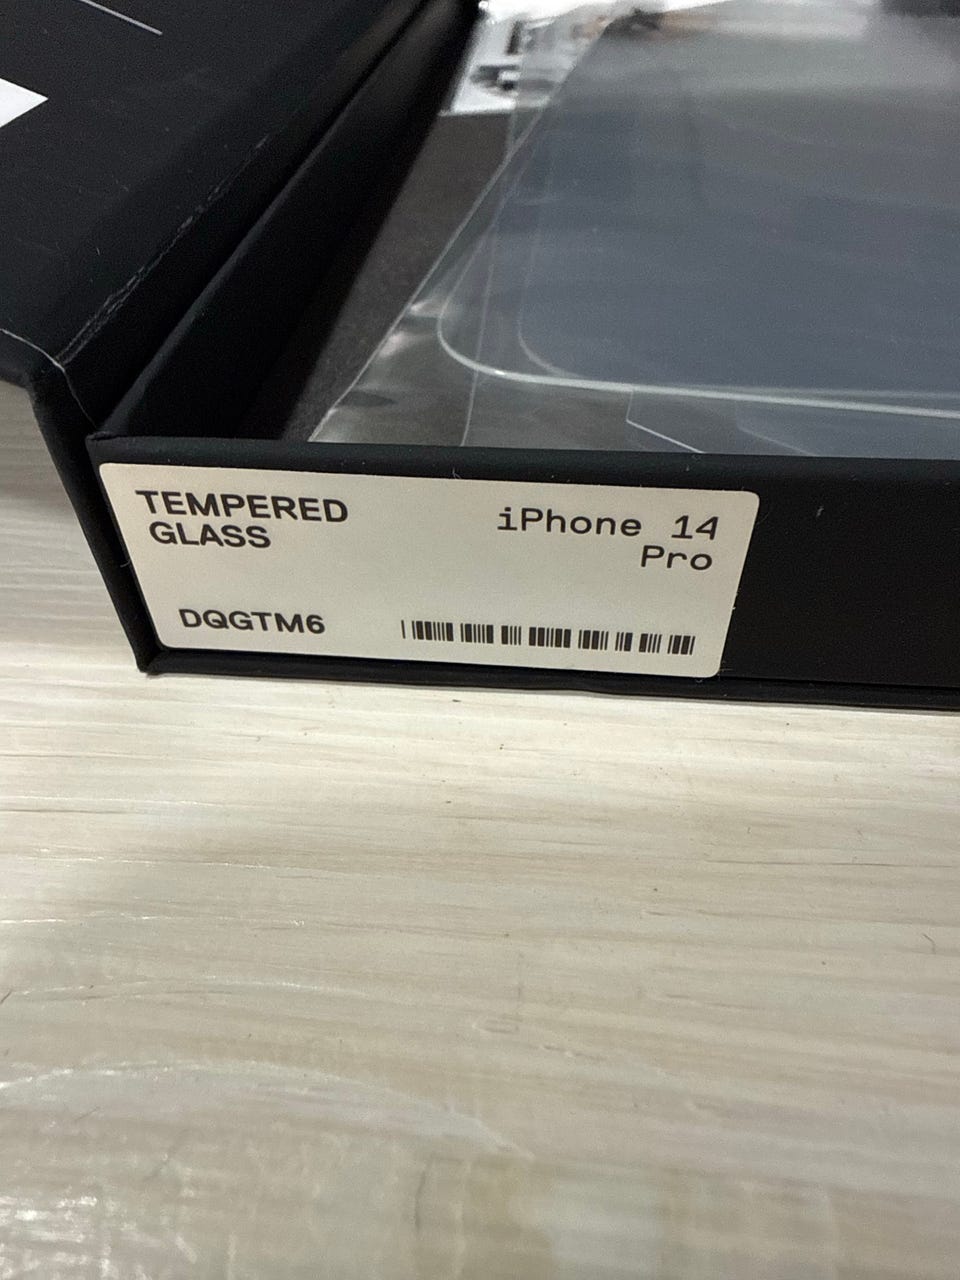 TEMPERED
GLASS
iPhone 14
Pro
DQGTM6